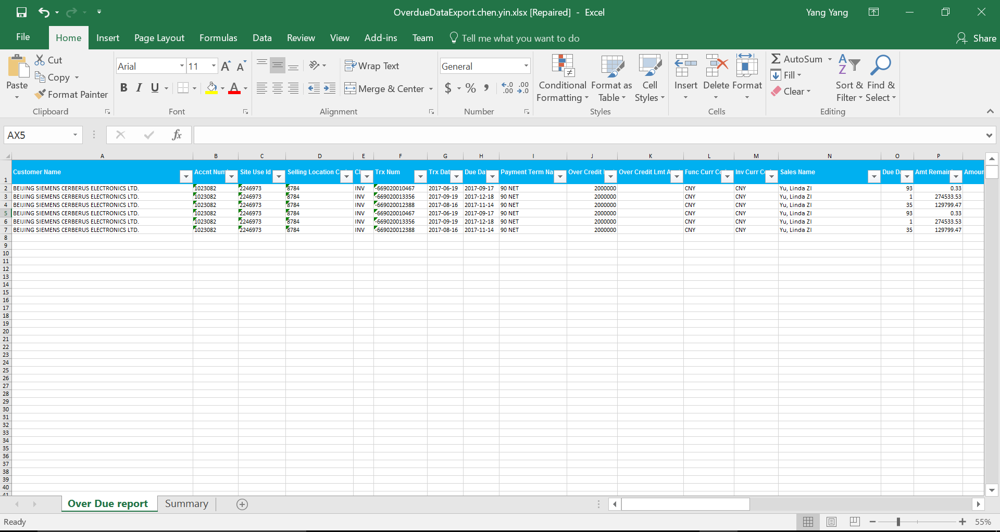 OverdueDataExport.chen.yin.xlsx [Repaired] - Excel
Yang Yang
File Home Insert Page Layout Formulas Data Review View Add-ins Team Tell me what you want to do Share
Paste Cut Copy Format Painter Clipboard
Arial 11 B I U A Font
Wrap Text Merge & Center Alignment
General $ % Number
Conditional Formatting Format as Table Cell Styles Styles
Insert Delete Format Cells
AutoSum Fill Clear Sort & Filter Find & Select Editing
AX5 fx
A B C D E F G H I J K L M N O P
1 Customer Name Accnt Num Site Use Id Selling Location C Cl Trx Num Trx Dat Due Da Payment Term Na Over Credit Over Credit Lmt A Func Curr Co Inv Curr Co Sales Name Due Da Amt Remain Amour
2 BEIJING SIEMENS CERBERUS ELECTRONICS LTD. 1023082 2246973 8784 INV -669020010467 2017-06-19 2017-09-17 90 NET 2000000 CNY CNY Yu, Linda ZI 93 0.33
3 BEIJING SIEMENS CERBERUS ELECTRONICS LTD. 1023082 2246973 8784 INV -669020013356 2017-09-19 2017-12-18 90 NET 2000000 CNY CNY Yu, Linda ZI 1 274533.53
4 BEIJING SIEMENS CERBERUS ELECTRONICS LTD. 1023082 2246973 8784 INV -669020012388 2017-08-16 2017-11-14 90 NET 2000000 CNY CNY Yu, Linda ZI 35 129799.47
5 BEIJING SIEMENS CERBERUS ELECTRONICS LTD. 1023082 2246973 8784 INV -669020010467 2017-06-19 2017-09-17 90 NET 2000000 CNY CNY Yu, Linda ZI 93 0.33
6 BEIJING SIEMENS CERBERUS ELECTRONICS LTD. 1023082 2246973 8784 INV -669020013356 2017-09-19 2017-12-18 90 NET 2000000 CNY CNY Yu, Linda ZI 1 274533.53
7 BEIJING SIEMENS CERBERUS ELECTRONICS LTD. 1023082 2246973 8784 INV -669020012388 2017-08-16 2017-11-14 90 NET 2000000 CNY CNY Yu, Linda ZI 35 129799.47
8
9
10
11
12
13
14
15
16
17
18
19
20
21
22
23
24
25
26
27
28
29
30
31
32
33
34
35
36
37
38
39
40
41
Over Due report Summary
Ready 55%